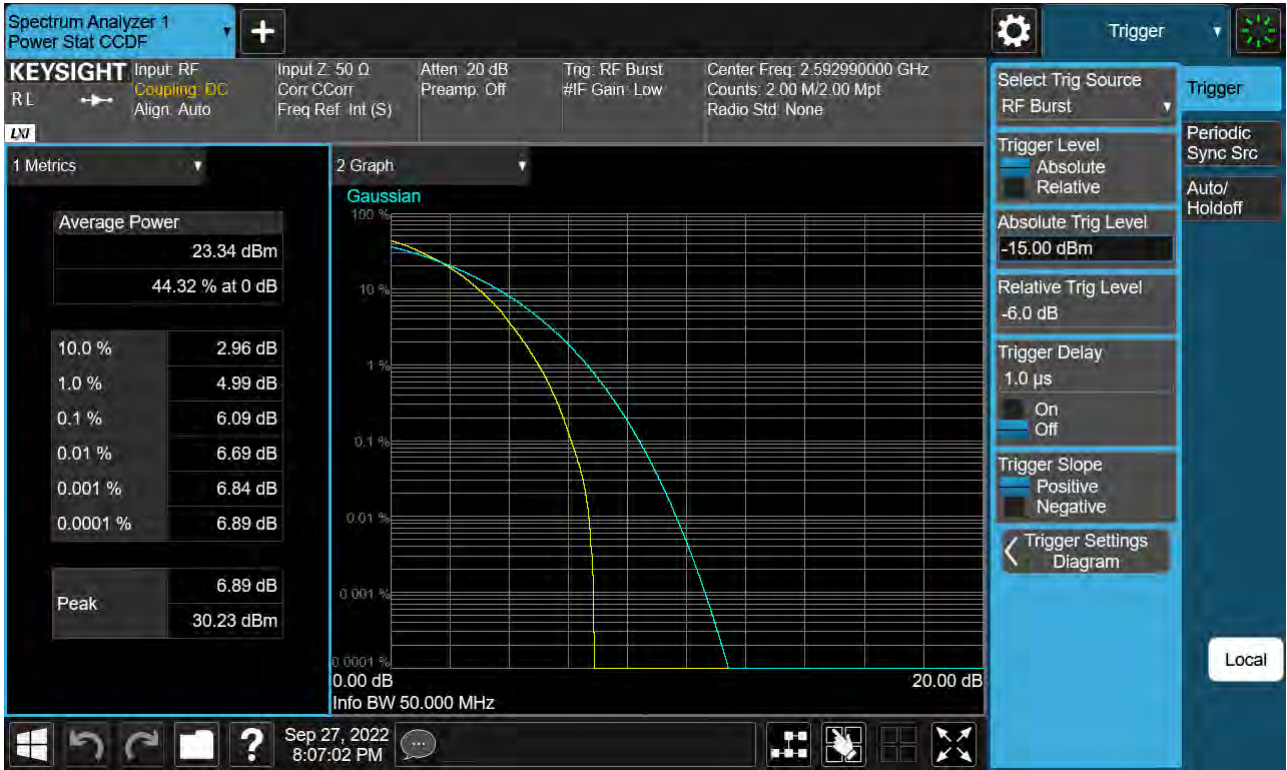 Spectrum Analyzer 1
Power Stat CCDF
+
Trigger
KEYSIGHT
RL
LXI
Input: RF
Coupling: DC
Align: Auto
Input Z: 50 Ω
Corr CCorr
Freq Ref: Int (S)
Atten: 20 dB
Preamp: Off
Trig: RF Burst
#IF Gain: Low
Center Freq: 2.592990000 GHz
Counts: 2.00 M/2.00 Mpt
Radio Std: None
1 Metrics
Average Power
23.34 dBm
44.32 % at 0 dB
10.0 % 2.96 dB
1.0 % 4.99 dB
0.1 % 6.09 dB
0.01 % 6.69 dB
0.001 % 6.84 dB
0.0001 % 6.89 dB
Peak
6.89 dB
30.23 dBm
2 Graph
Gaussian
100 %
10 %
1 %
0.1 %
0.01 %
0.001 %
0.0001 %
0.00 dB 20.00 dB
Info BW 50.000 MHz
Select Trig Source
RF Burst
Trigger Level
Absolute
Relative
Absolute Trig Level
-15.00 dBm
Relative Trig Level
-6.0 dB
Trigger Delay
1.0 µs
On
Off
Trigger Slope
Positive
Negative
Trigger Settings
Diagram
Trigger
Periodic
Sync Src
Auto/
Holdoff
Local
?
Sep 27, 2022
8:07:02 PM